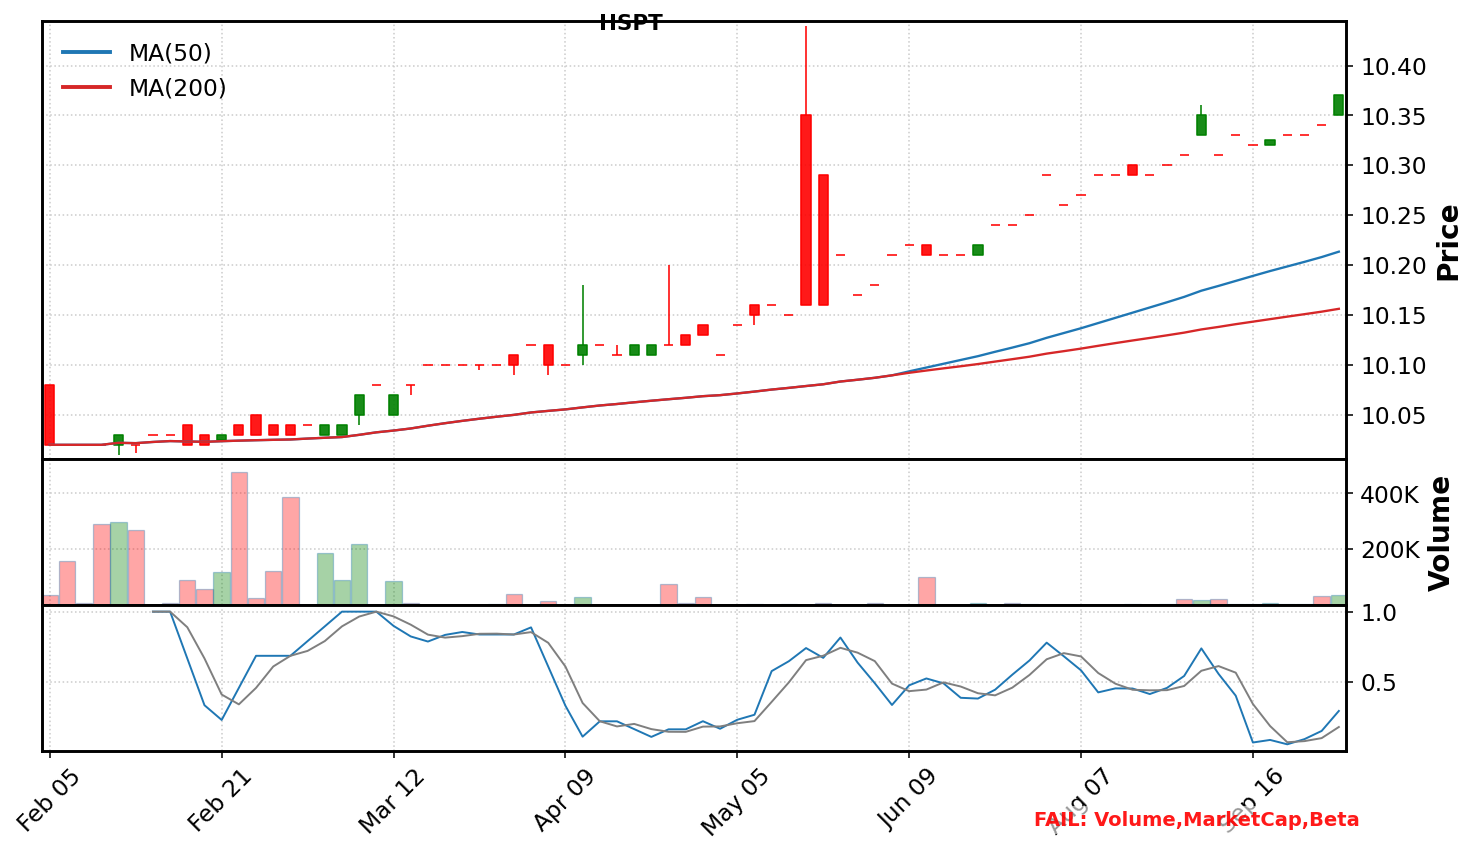 HSPT
MA(50)
MA(200)
10.40
10.35
10.30
10.25
10.20
10.15
10.10
10.05
Price
400K
200K
Volume
1.0
0.5
Feb 05
Feb 21
Mar 12
Apr 09
May 05
Jun 09
Aug 07
Sep 16
FAIL: Volume,MarketCap,Beta